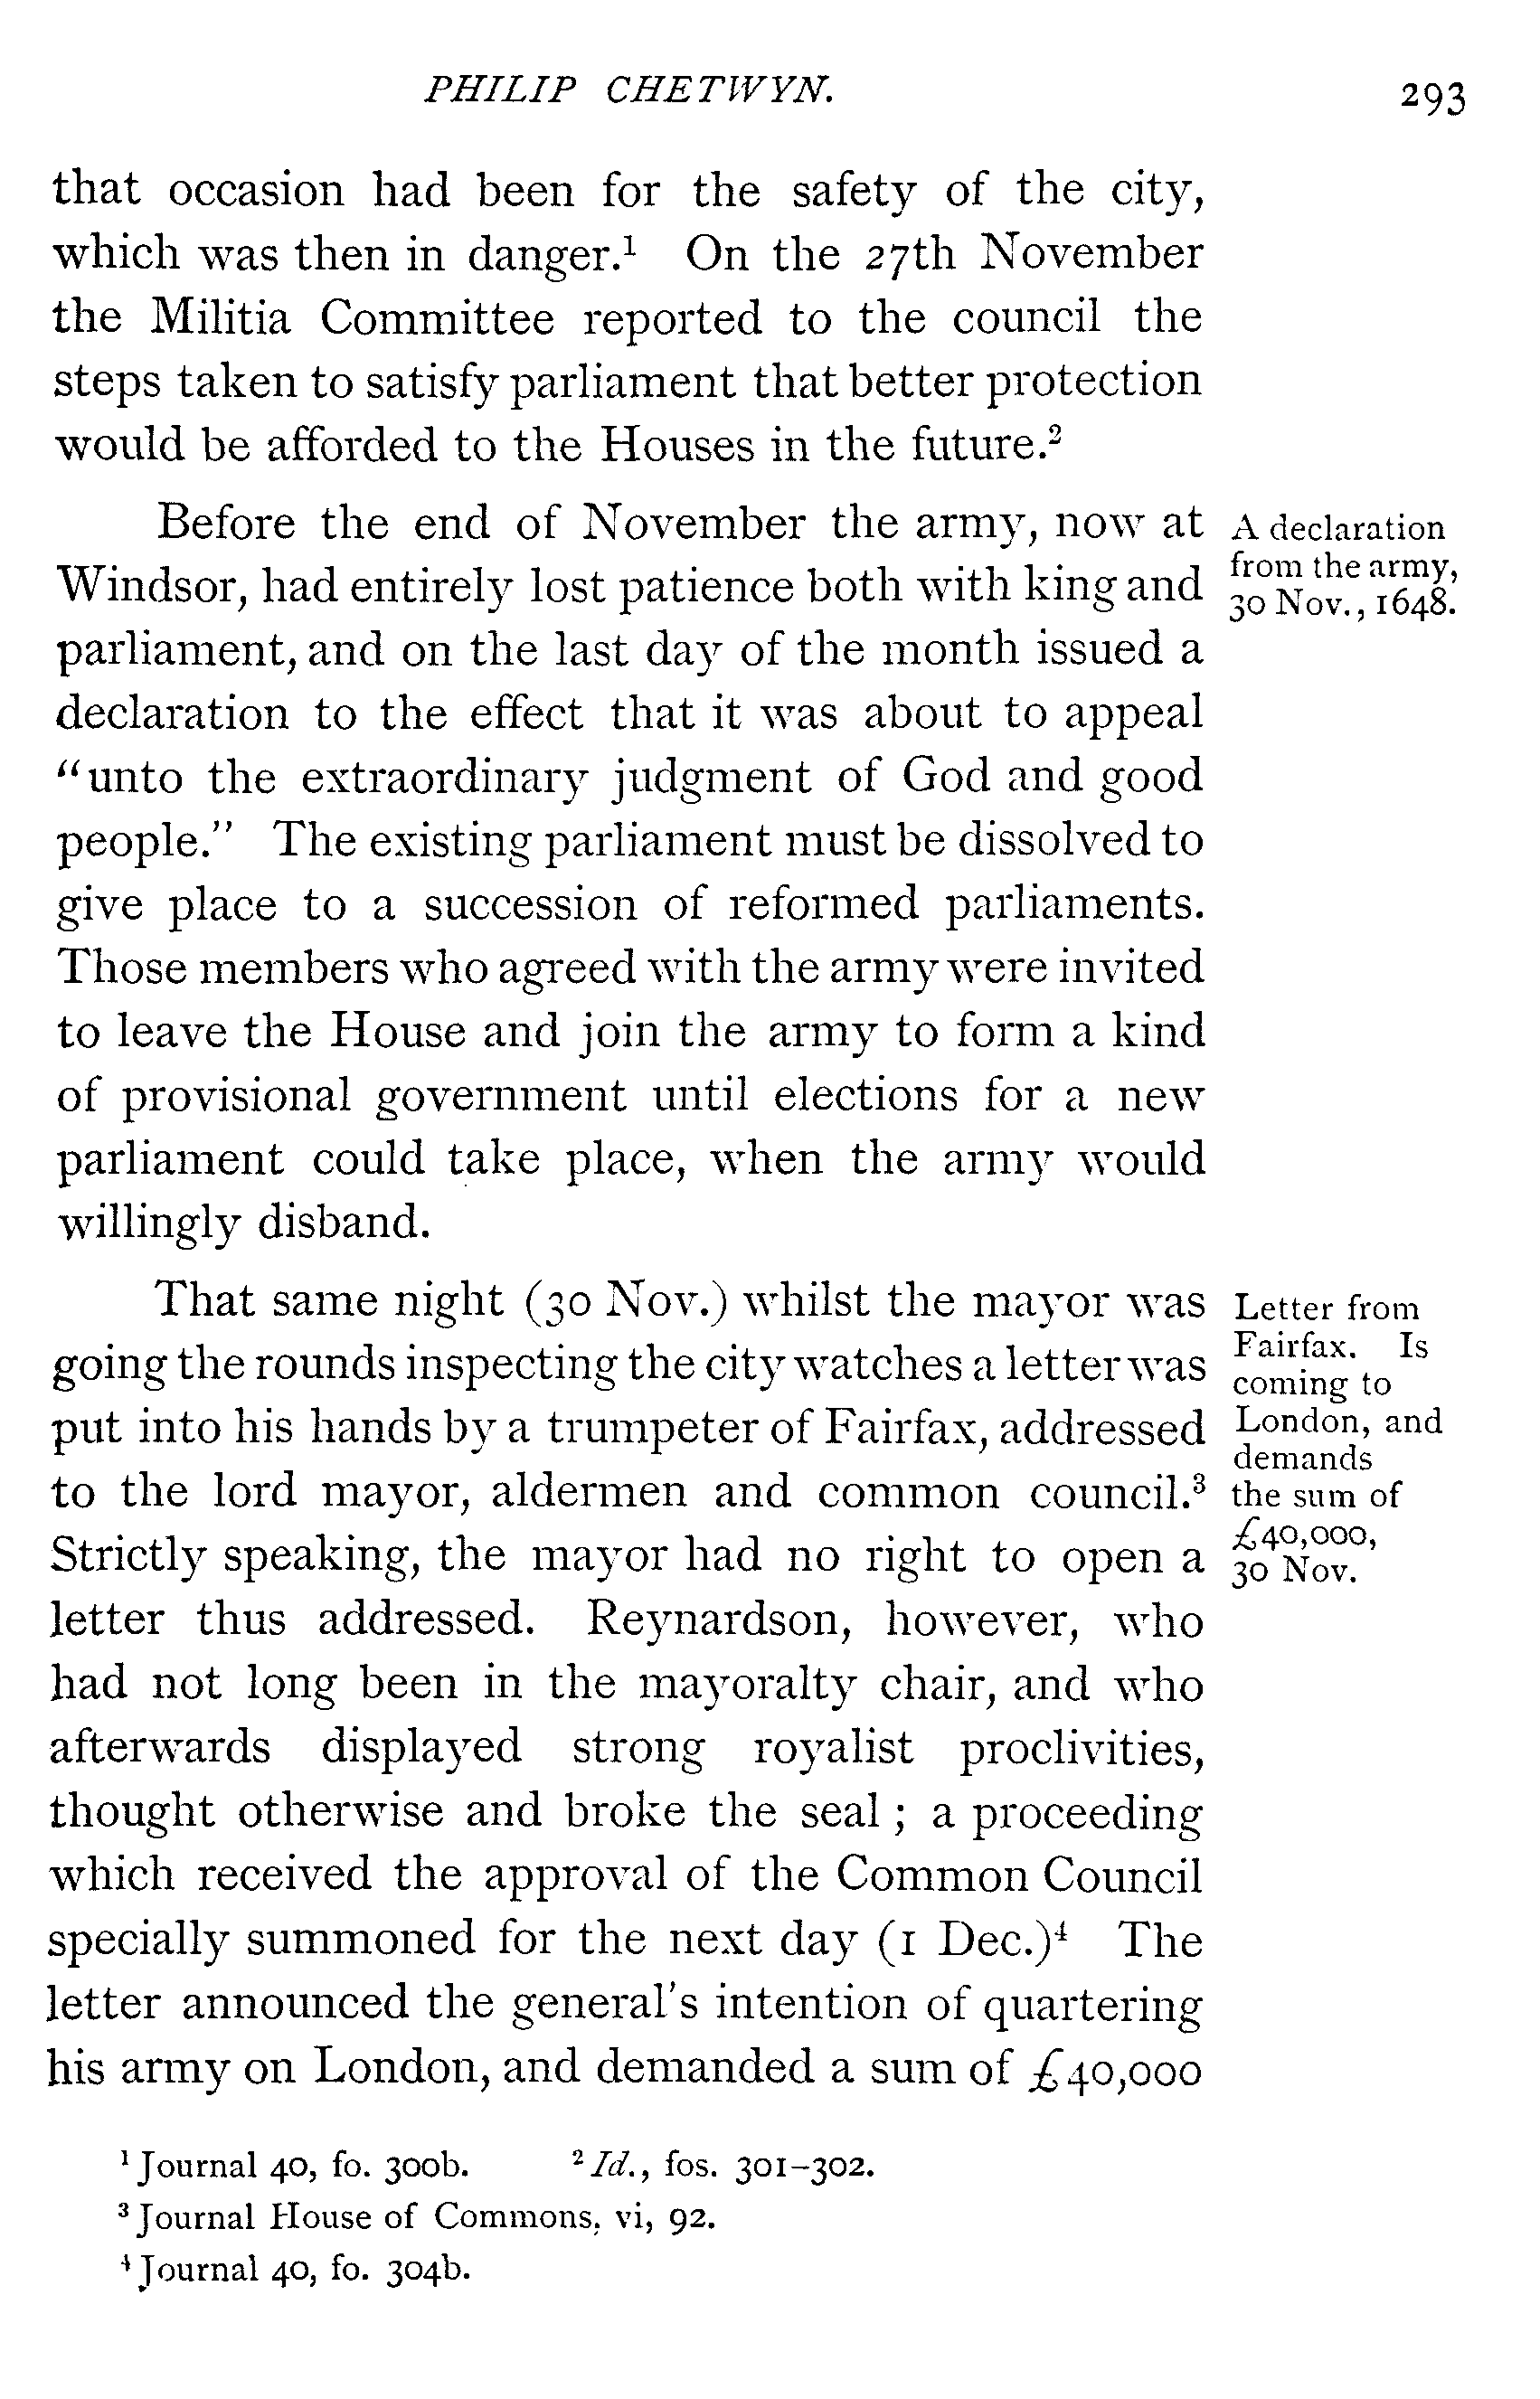 PHILIP CHETWYN.
293
that occasion had been for the safety of the city,
which was then in danger.¹ On the 27th November
the Militia Committee reported to the council the
steps taken to satisfy parliament that better protection
would be afforded to the Houses in the future.²
Before the end of November the army, now at
Windsor, had entirely lost patience both with king and
parliament, and on the last day of the month issued a
declaration to the effect that it was about to appeal
"unto the extraordinary judgment of God and good
people." The existing parliament must be dissolved to
give place to a succession of reformed parliaments.
Those members who agreed with the army were invited
to leave the House and join the army to form a kind
of provisional government until elections for a new
parliament could take place, when the army would
willingly disband.
A declaration
from the army,
30 Nov., 1648.
That same night (30 Nov.) whilst the mayor was
going the rounds inspecting the city watches a letter was
put into his hands by a trumpeter of Fairfax, addressed
to the lord mayor, aldermen and common council.³
Strictly speaking, the mayor had no right to open a
letter thus addressed. Reynardson, however, who
had not long been in the mayoralty chair, and who
afterwards displayed strong royalist proclivities,
thought otherwise and broke the seal ; a proceeding
which received the approval of the Common Council
specially summoned for the next day (1 Dec.)⁴ The
letter announced the general's intention of quartering
his army on London, and demanded a sum of £40,000
Letter from
Fairfax. Is
coming to
London, and
demands
the sum of
£40,000,
30 Nov.
¹ Journal 40, fo. 300b. ² Id., fos. 301–302.
³ Journal House of Commons, vi, 92.
⁴ Journal 40, fo. 304b.